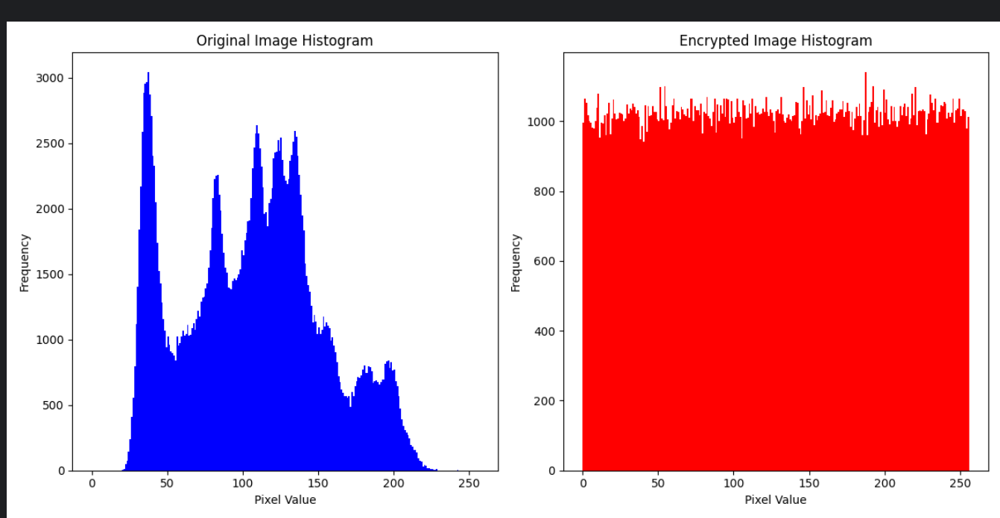 Original Image Histogram
3000
2500
2000
1500
1000
500
0
Frequency
0 50 100 150 200 250
Pixel Value
Encrypted Image Histogram
1000
800
600
400
200
0
Frequency
0 50 100 150 200 250
Pixel Value